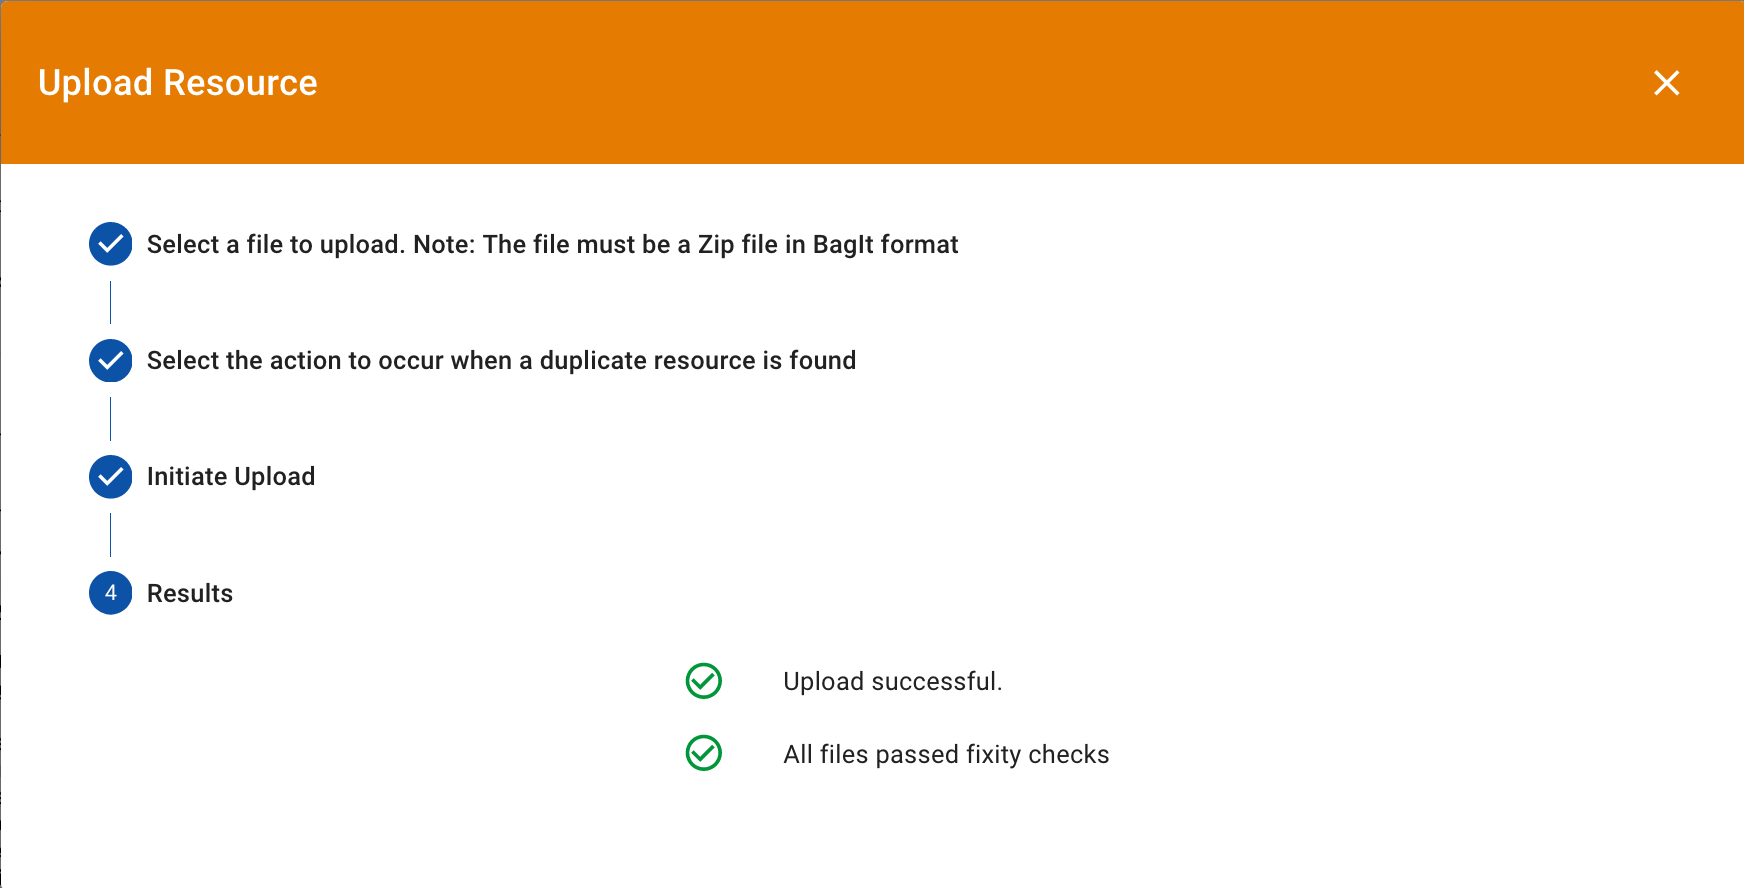 Upload Resource
Select a file to upload. Note: The file must be a Zip file in BagIt format
Select the action to occur when a duplicate resource is found
Initiate Upload
4 Results
Upload successful.
All files passed fixity checks